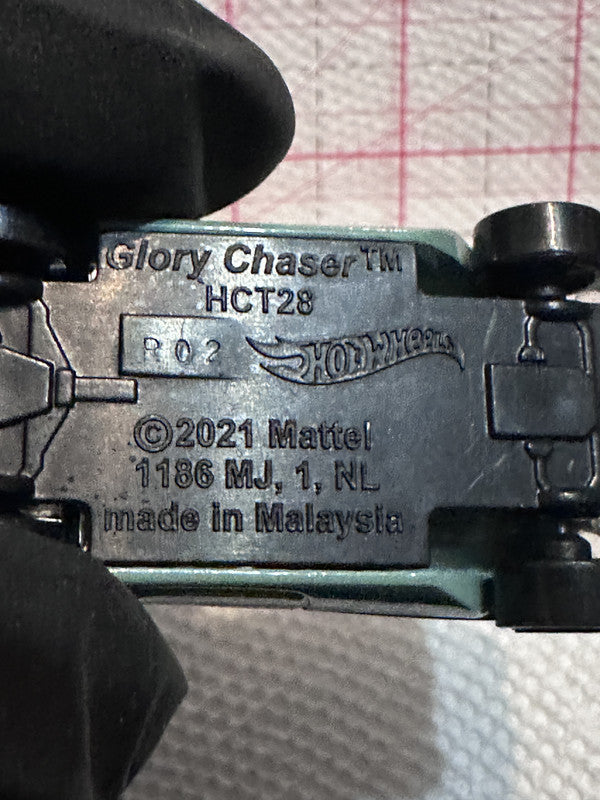 Glory Chaser™
HCT28
R02
HOT WHEELS
©2021 Mattel
1186 MJ, 1, NL
made in Malaysia